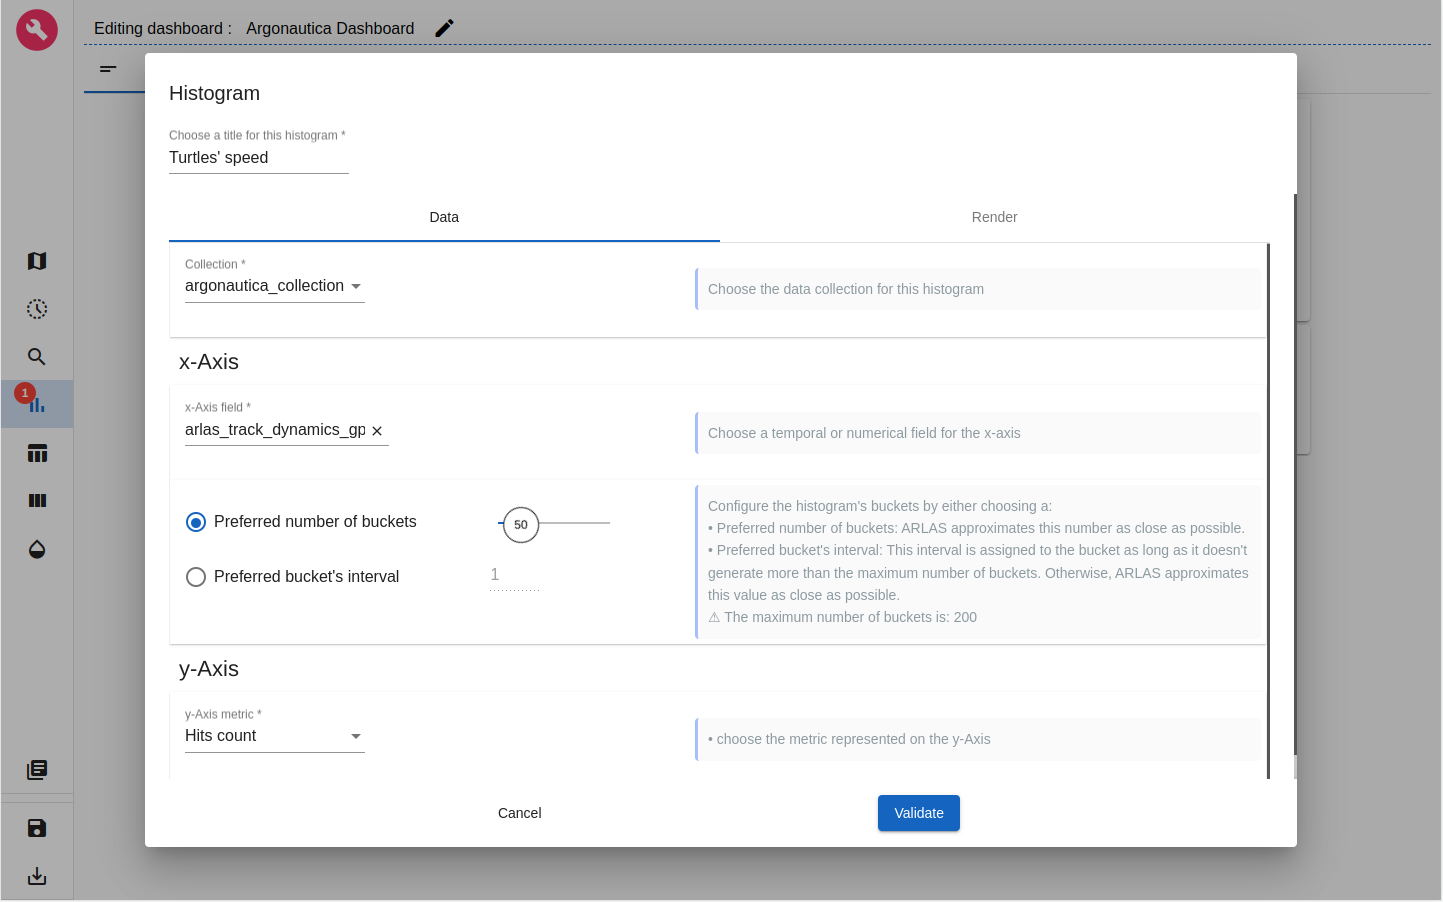 Editing dashboard : Argonautica Dashboard
Histogram
Choose a title for this histogram *
Turtles' speed
Data
Render
Collection *
argonautica_collection
Choose the data collection for this histogram
x-Axis
x-Axis field *
arlas_track_dynamics_gp
Choose a temporal or numerical field for the x-axis
1
Preferred number of buckets
50
Preferred bucket's interval
1
Configure the histogram's buckets by either choosing a:
• Preferred number of buckets: ARLAS approximates this number as close as possible.
• Preferred bucket's interval: This interval is assigned to the bucket as long as it doesn't
generate more than the maximum number of buckets. Otherwise, ARLAS approximates
this value as close as possible.
⚠ The maximum number of buckets is: 200
y-Axis
y-Axis metric *
Hits count
• choose the metric represented on the y-Axis
Cancel
Validate